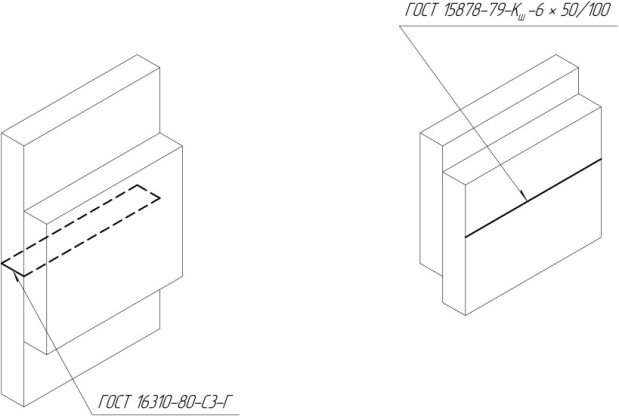 ГОСТ 15878-79-Кш -6 × 50/100
ГОСТ 16310-80-С3-Г